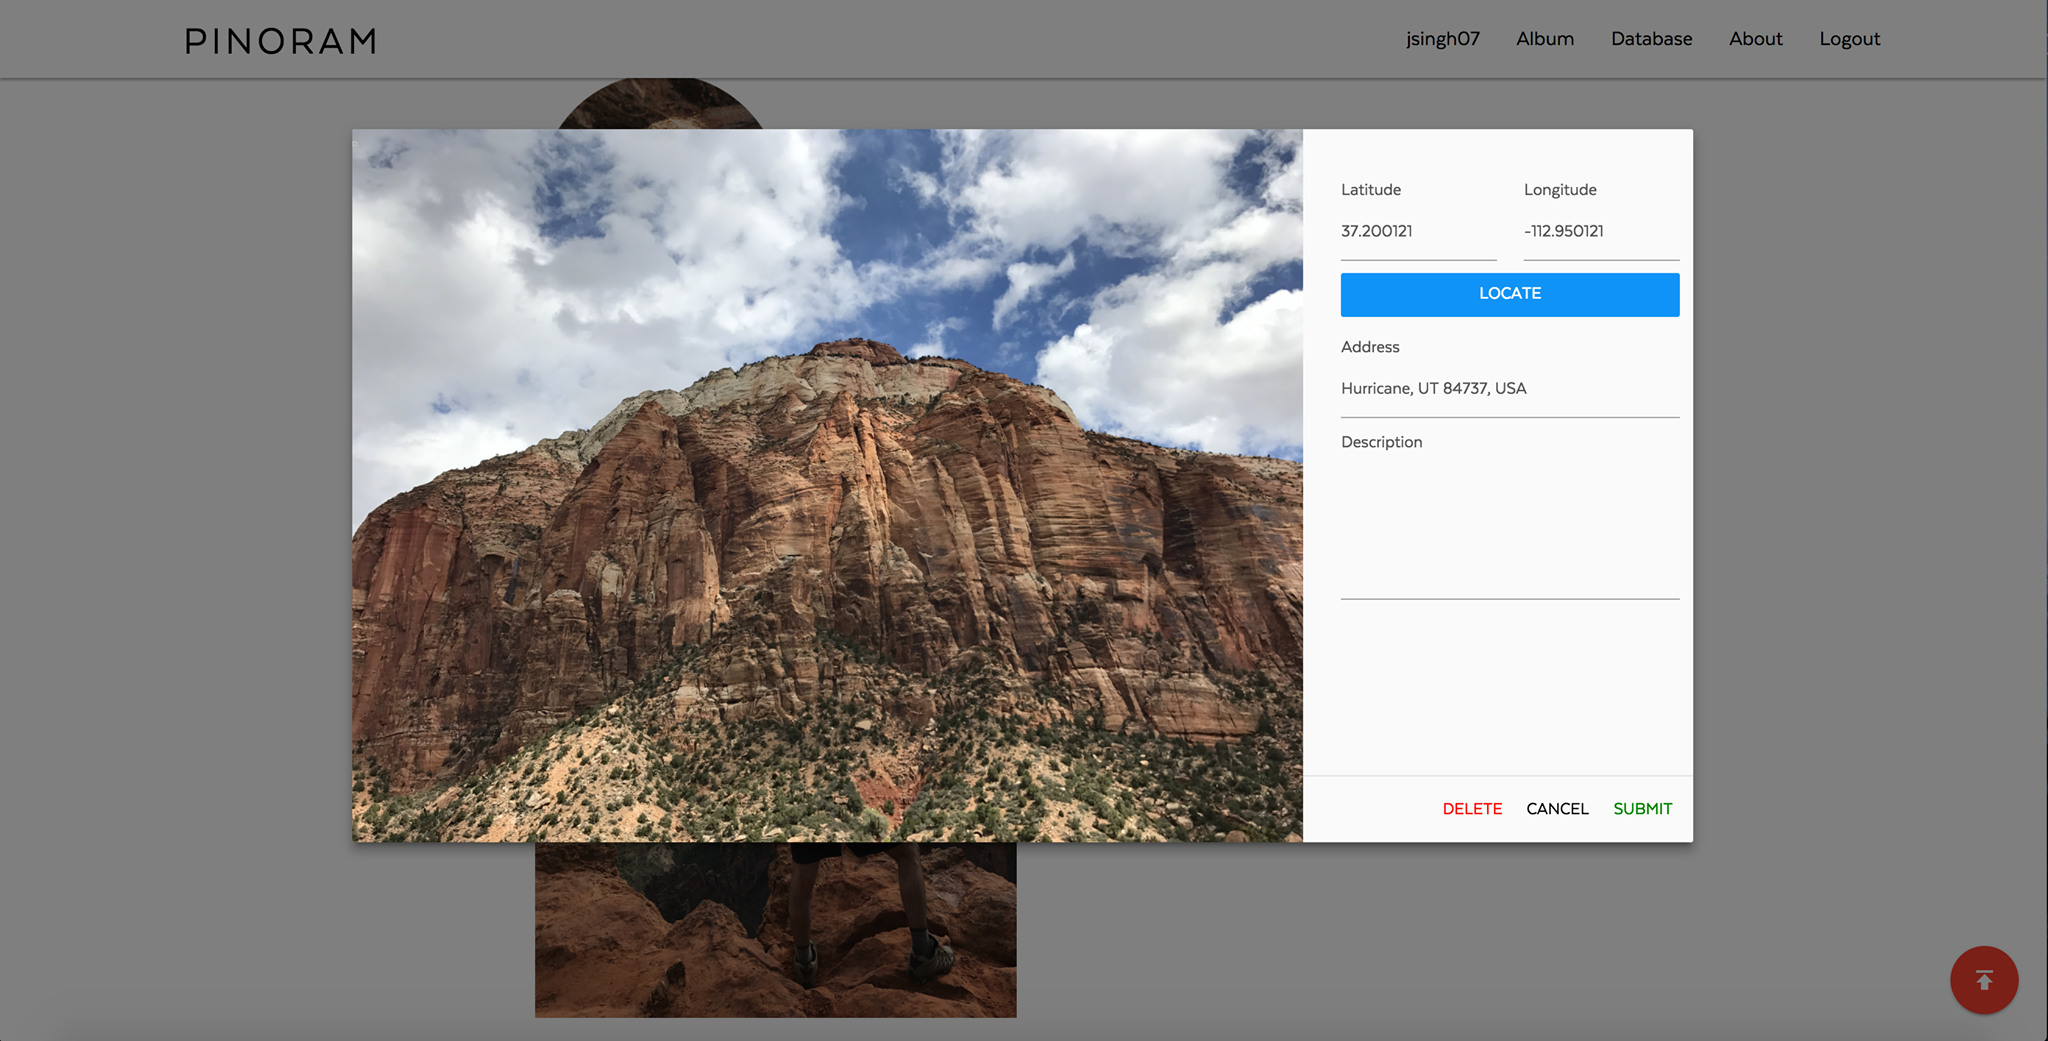 PINORAM
jsingh07 Album Database About Logout
Latitude Longitude
37.200121 -112.950121
LOCATE
Address
Hurricane, UT 84737, USA
Description
DELETE CANCEL SUBMIT